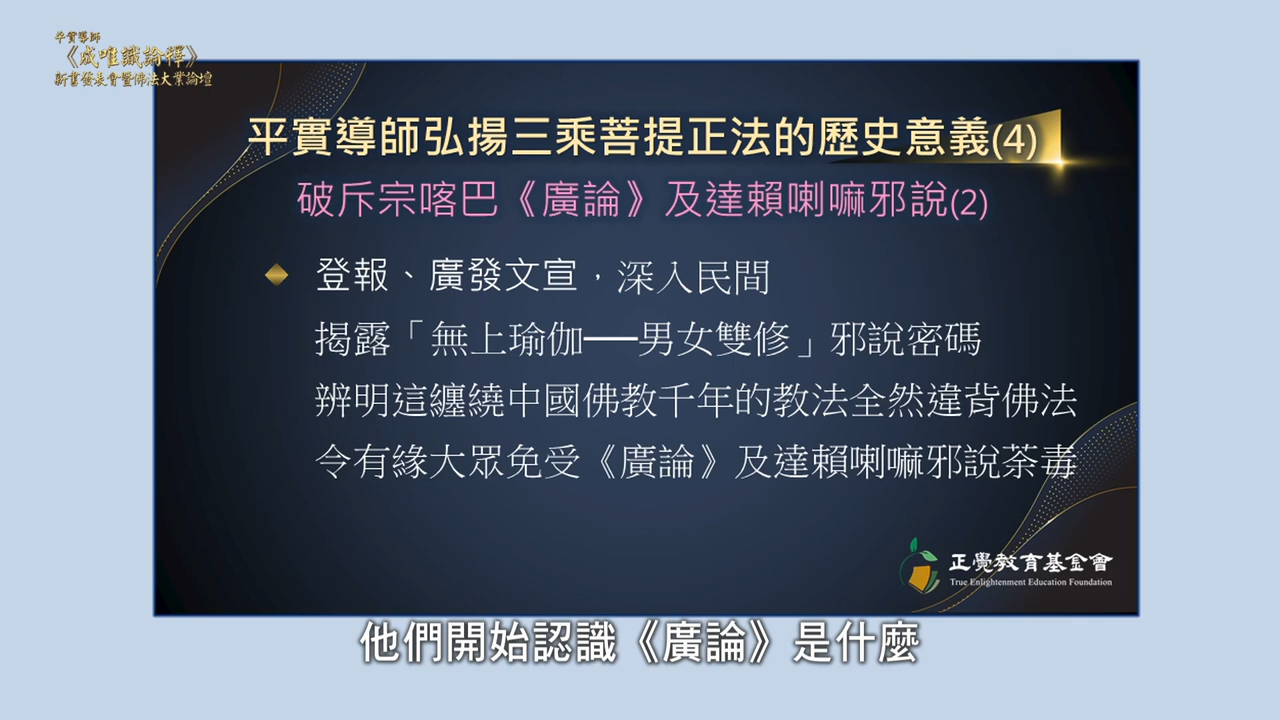 平實導師
《成唯識論釋》
新書發表會暨佛法大業論壇
平實導師弘揚三乘菩提正法的歷史意義(4)
破斥宗喀巴《廣論》及達賴喇嘛邪說(2)
登報、廣發文宣，深入民間
揭露「無上瑜伽──男女雙修」邪說密碼
辨明這纏繞中國佛教千年的教法全然違背佛法
令有緣大眾免受《廣論》及達賴喇嘛邪說荼毒
正覺教育基金會
True Enlightenment Education Foundation
他們開始認識《廣論》是什麼